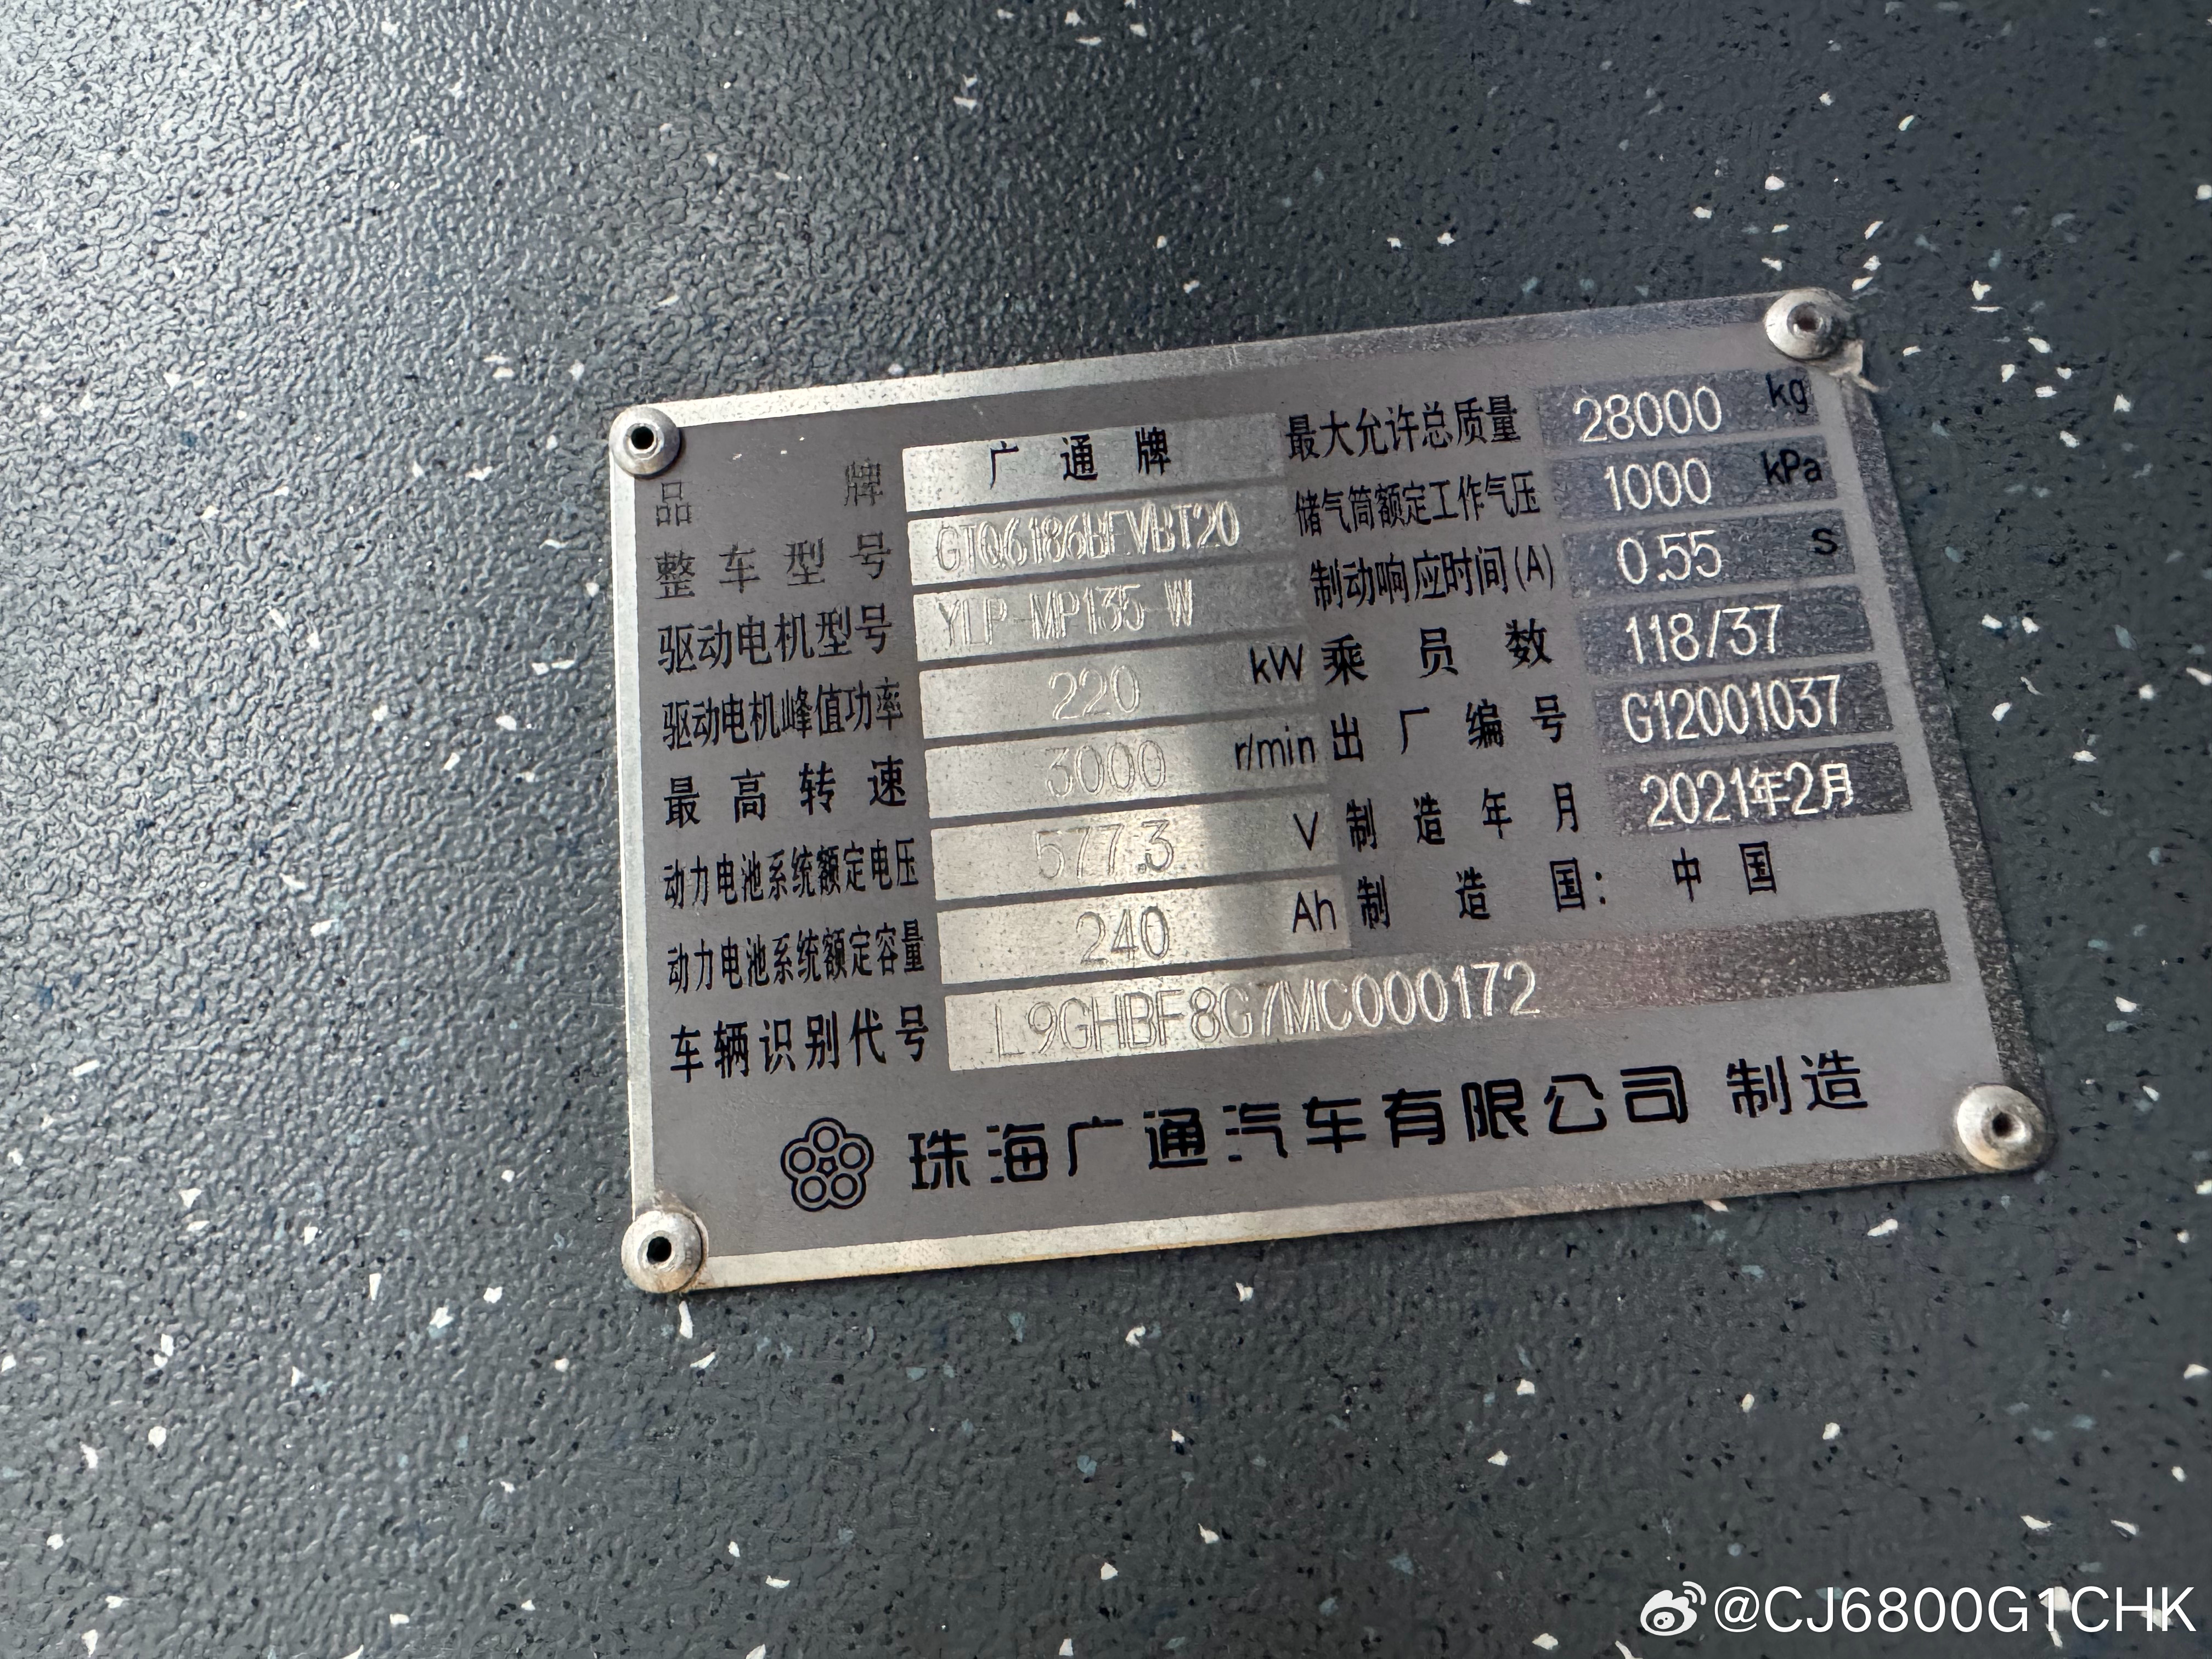 品牌 广通牌
整车型号 GTQ6186BEVBT20
驱动电机型号 YLP-MP135-W
驱动电机峰值功率 220 kW
最高转速 3000 r/min
动力电池系统额定电压 577.3 V
动力电池系统额定容量 240 Ah
最大允许总质量 28000 kg
储气筒额定工作气压 1000 kPa
制动响应时间(A) 0.55 s
乘员数 118/37
出厂编号 G12001037
制造年月 2021年2月
制造国：中国
车辆识别代号 L9GHBF8G7MC000172
珠海广通汽车有限公司 制造
@CJ6800G1CHK